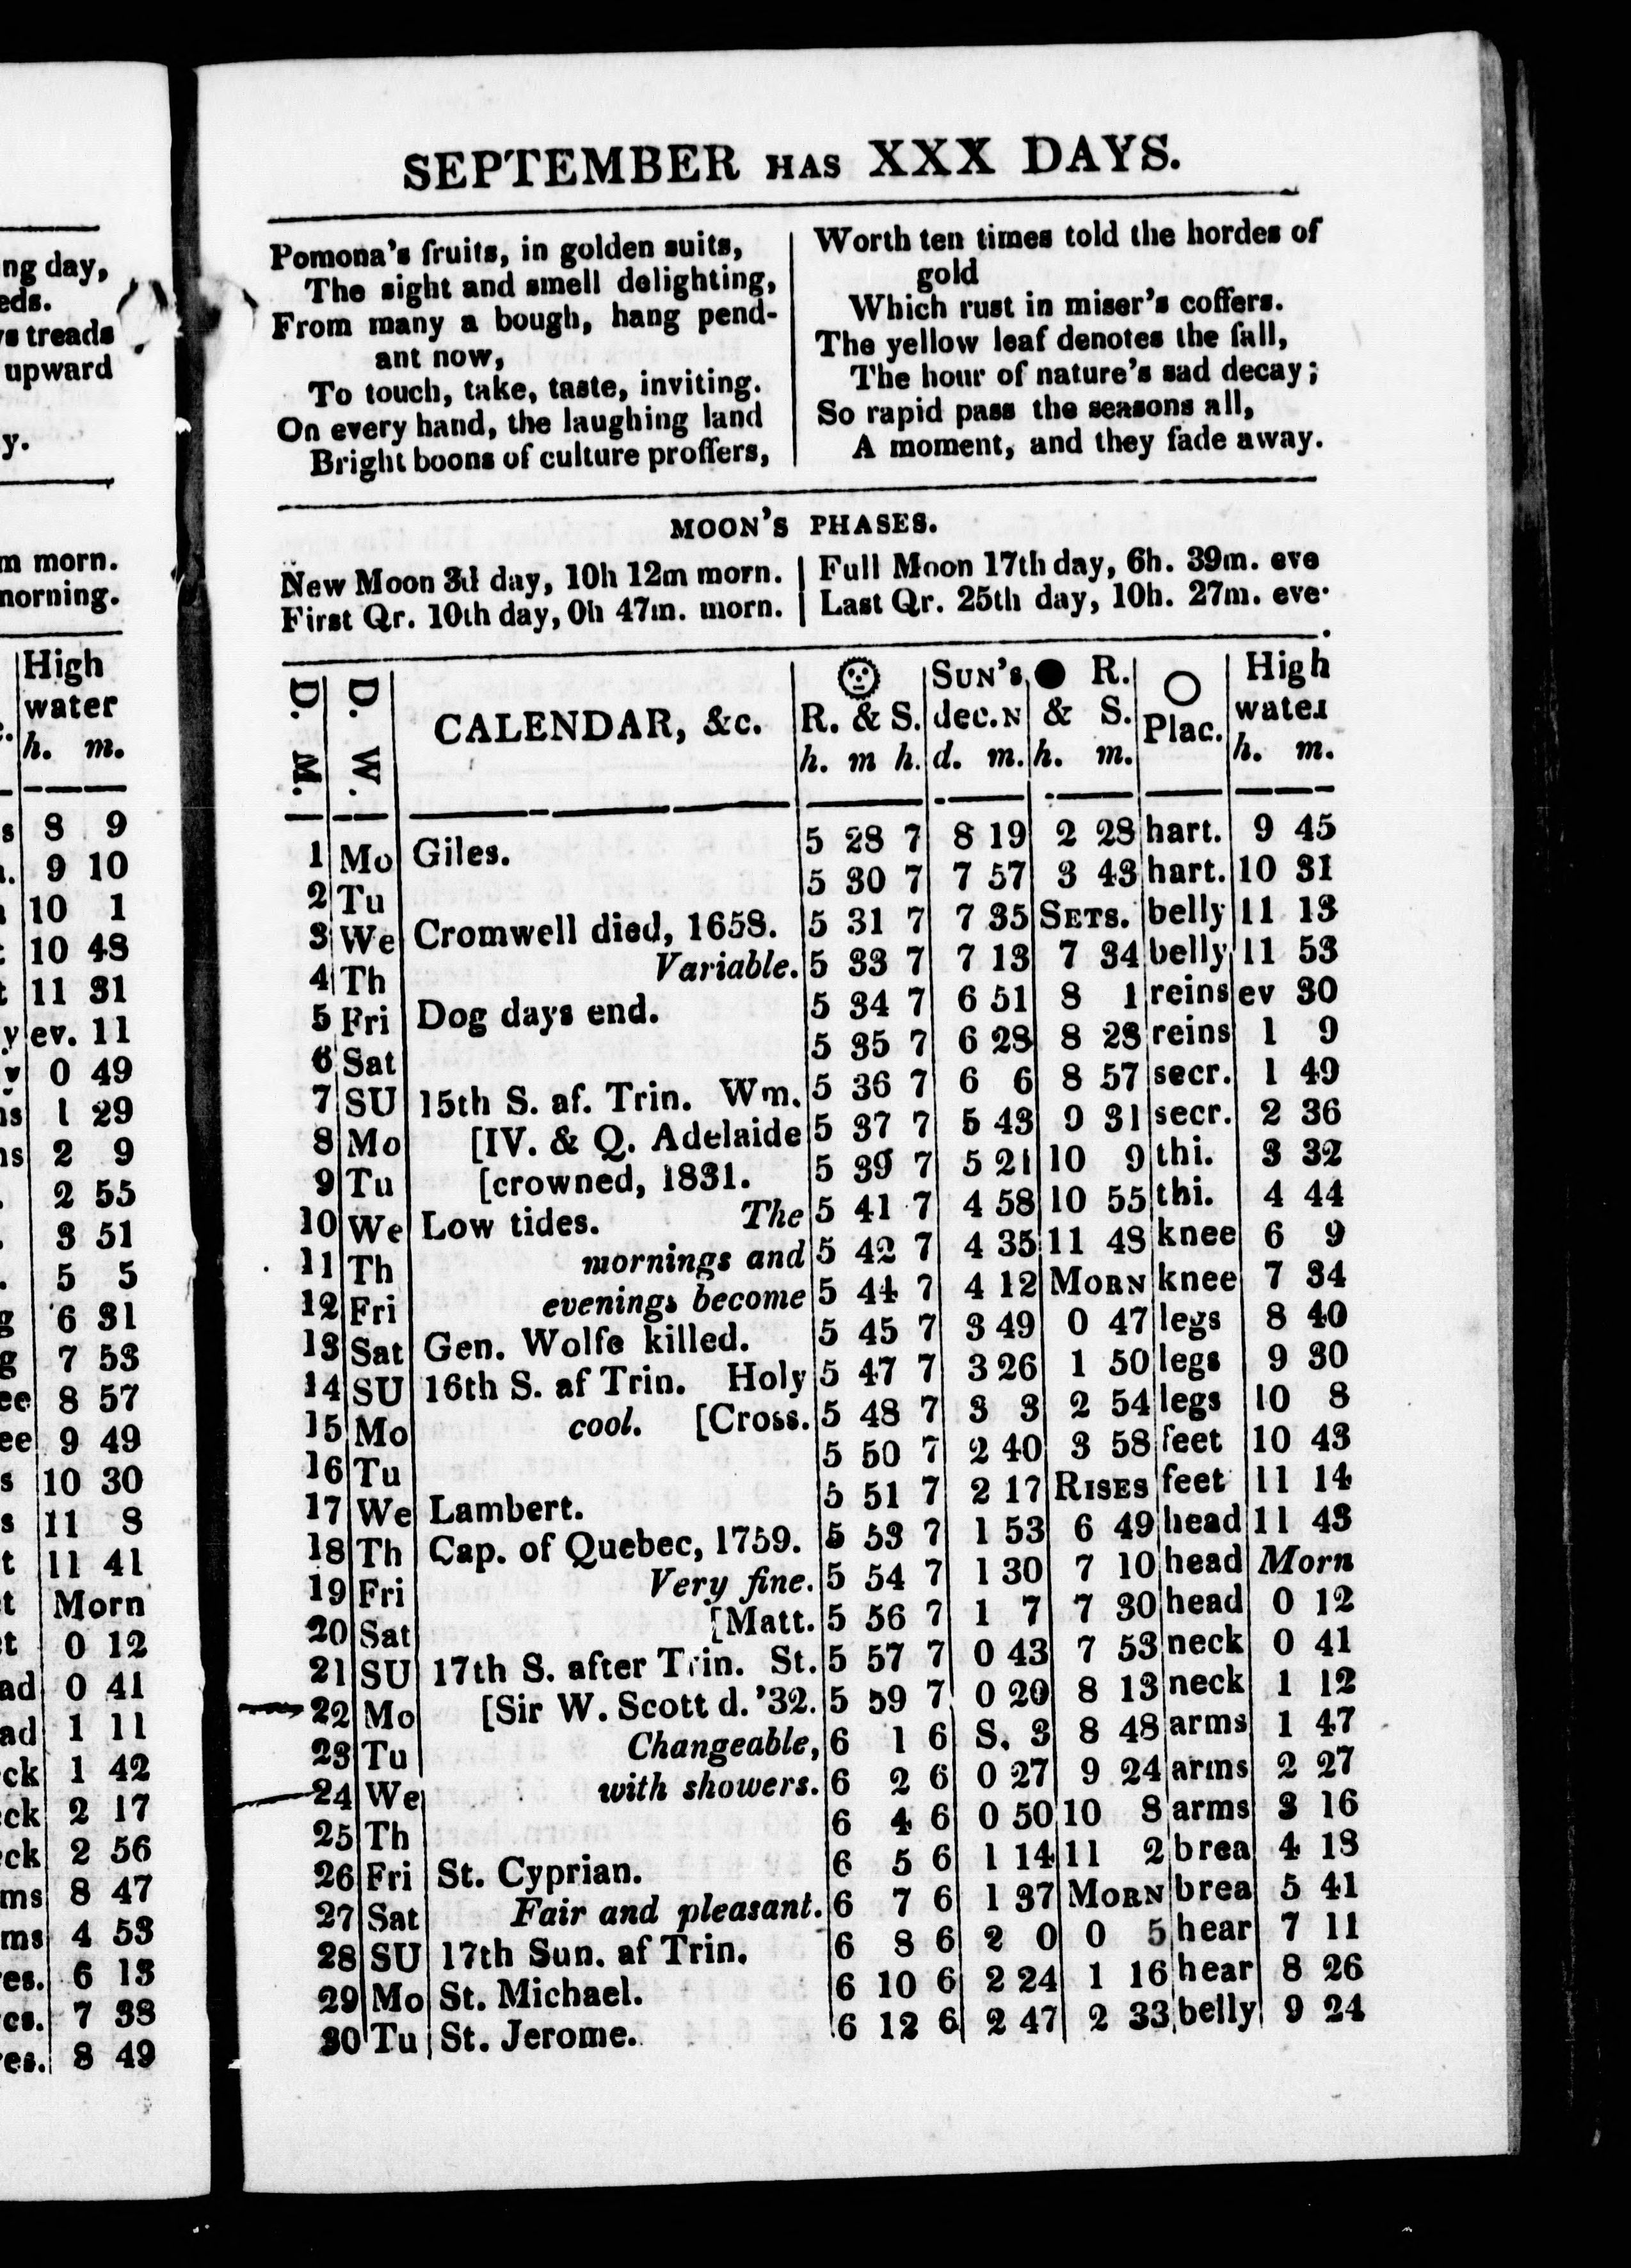 SEPTEMBER HAS XXX DAYS.
Pomona's fruits, in golden suits,
The sight and smell delighting,
From many a bough, hang pend-
ant now,
To touch, take, taste, inviting.
On every hand, the laughing land
Bright boons of culture proffers,
Worth ten times told the hordes of
gold
Which rust in miser's coffers.
The yellow leaf denotes the fall,
The hour of nature's sad decay;
So rapid pass the seasons all,
A moment, and they fade away.
MOON'S PHASES.
New Moon 3d day, 10h 12m morn.
First Qr. 10th day, 0h 47m. morn.
Full Moon 17th day, 6h. 39m. eve
Last Qr. 25th day, 10h. 27m. eve.
D. M. D. W. CALENDAR, &c. R. & S. h. m h. SUN'S dec. N d. m. R. & S. h. m. Plac. High water h. m.
1 Mo Giles. 5 28 7 8 19 2 28 hart. 9 45
2 Tu 5 30 7 7 57 3 43 hart. 10 31
3 We Cromwell died, 1658. 5 31 7 7 35 SETS. belly 11 13
4 Th Variable. 5 33 7 7 13 7 34 belly 11 53
5 Fri Dog days end. 5 34 7 6 51 8 1 reins ev 30
6 Sat 5 35 7 6 28 8 28 reins 1 9
7 SU 15th S. af. Trin. Wm. 5 36 7 6 6 8 57 secr. 1 49
8 Mo [IV. & Q. Adelaide 5 37 7 5 43 9 31 secr. 2 36
9 Tu [crowned, 1831. 5 39 7 5 21 10 9 thi. 3 32
10 We Low tides. The 5 41 7 4 58 10 55 thi. 4 44
11 Th mornings and 5 42 7 4 35 11 48 knee 6 9
12 Fri evenings become 5 44 7 4 12 MORN knee 7 34
13 Sat Gen. Wolfe killed. 5 45 7 3 49 0 47 legs 8 40
14 SU 16th S. af Trin. Holy 5 47 7 3 26 1 50 legs 9 30
15 Mo cool. [Cross. 5 48 7 3 3 2 54 legs 10 8
16 Tu 5 50 7 2 40 3 58 feet 10 43
17 We Lambert. 5 51 7 2 17 RISES feet 11 14
18 Th Cap. of Quebec, 1759. 5 53 7 1 53 6 49 head 11 43
19 Fri Very fine. 5 54 7 1 30 7 10 head Morn
20 Sat [Matt. 5 56 7 1 7 7 30 head 0 12
21 SU 17th S. after Trin. St. 5 57 7 0 43 7 53 neck 0 41
22 Mo [Sir W. Scott d. '32. 5 59 7 0 20 8 13 neck 1 12
23 Tu Changeable, 6 1 6 S. 3 8 48 arms 1 47
24 We with showers. 6 2 6 0 27 9 24 arms 2 27
25 Th 6 4 6 0 50 10 8 arms 3 16
26 Fri St. Cyprian. 6 5 6 1 14 11 2 brea 4 18
27 Sat Fair and pleasant. 6 7 6 1 37 MORN brea 5 41
28 SU 17th Sun. af Trin. 6 8 6 2 0 0 5 hear 7 11
29 Mo St. Michael. 6 10 6 2 24 1 16 hear 8 26
30 Tu St. Jerome. 6 12 6 2 47 2 33 belly 9 24